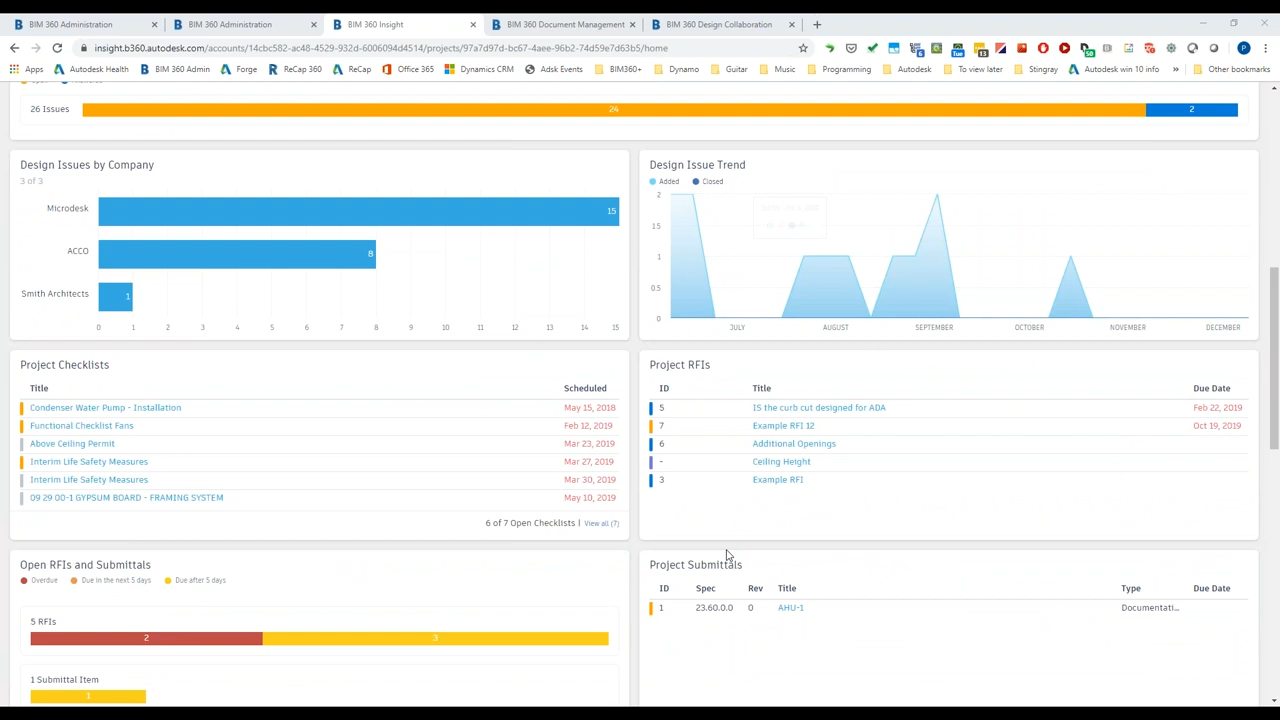 BIM 360 Administration
BIM 360 Administration
BIM 360 Insight
BIM 360 Document Management
BIM 360 Design Collaboration
insight.b360.autodesk.com/accounts/14cbc582-ac48-4529-932d-6006094d4514/projects/97a7d97d-bc67-4aee-96b2-74d59e7d63b5/home
Apps Autodesk Health BIM 360 Admin Forge ReCap 360 ReCap Office 365 Dynamics CRM Adsk Events BIM360+ Dynamo Guitar Music Programming Autodesk To view later Stingray Autodesk win 10 info » Other bookmarks
26 Issues 24 2
Design Issues by Company
3 of 3
Microdesk 15
ACCO 8
Smith Architects 1
0 1 2 3 4 5 6 7 8 9 10 11 12 13 14 15
Design Issue Trend
Added Closed
2
1.5
1
0.5
0
JULY AUGUST SEPTEMBER OCTOBER NOVEMBER DECEMBER
Project Checklists
Title Scheduled
Condenser Water Pump - Installation May 15, 2018
Functional Checklist Fans Feb 12, 2019
Above Ceiling Permit Mar 23, 2019
Interim Life Safety Measures Mar 27, 2019
Interim Life Safety Measures Mar 30, 2019
09 29 00-1 GYPSUM BOARD - FRAMING SYSTEM May 10, 2019
6 of 7 Open Checklists | View all (7)
Project RFIs
ID Title Due Date
5 IS the curb cut designed for ADA Feb 22, 2019
7 Example RFI 12 Oct 19, 2019
6 Additional Openings
- Ceiling Height
3 Example RFI
Open RFIs and Submittals
Overdue Due in the next 5 days Due after 5 days
5 RFIs
2 3
1 Submittal Item
1
Project Submittals
ID Spec Rev Title Type Due Date
1 23.60.0.0 0 AHU-1 Documentati...